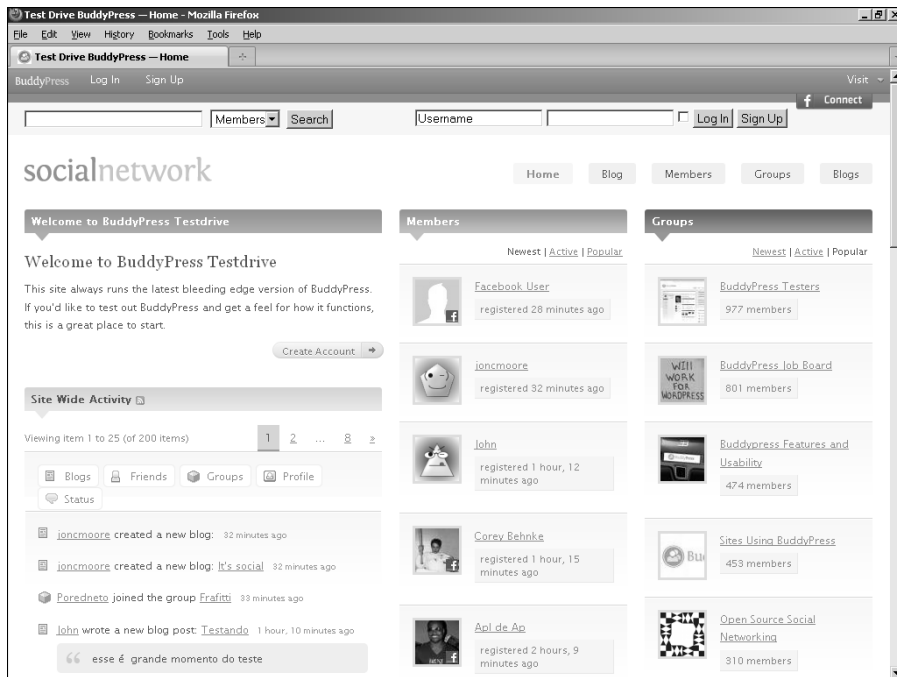 Test Drive BuddyPress — Home - Mozilla Firefox
File Edit View History Bookmarks Tools Help
Test Drive BuddyPress — Home
BuddyPress Log In Sign Up Visit
Connect
Members Search Username Log In Sign Up
socialnetwork
Home Blog Members Groups Blogs
Welcome to BuddyPress Testdrive
Welcome to BuddyPress Testdrive
This site always runs the latest bleeding edge version of BuddyPress.
If you'd like to test out BuddyPress and get a feel for how it functions,
this is a great place to start.
Create Account
Site Wide Activity
Viewing item 1 to 25 (of 200 items) 1 2 ... 8 »
Blogs Friends Groups Profile
Status
joncmoore created a new blog: 32 minutes ago
joncmoore created a new blog: It's social 32 minutes ago
Poredneto joined the group Frafitti 33 minutes ago
John wrote a new blog post: Testando 1 hour, 10 minutes ago
esse é grande momento do teste
Members
Newest | Active | Popular
Facebook User
registered 28 minutes ago
joncmoore
registered 32 minutes ago
John
registered 1 hour, 12
minutes ago
Corey Behnke
registered 1 hour, 15
minutes ago
Apl de Ap
registered 2 hours, 9
minutes ago
Groups
Newest | Active | Popular
BuddyPress Testers
977 members
WILL
WORK
FOR
WORDPRESS
BuddyPress Job Board
801 members
Buddypress Features and
Usability
474 members
Sites Using BuddyPress
453 members
Open Source Social
Networking
310 members